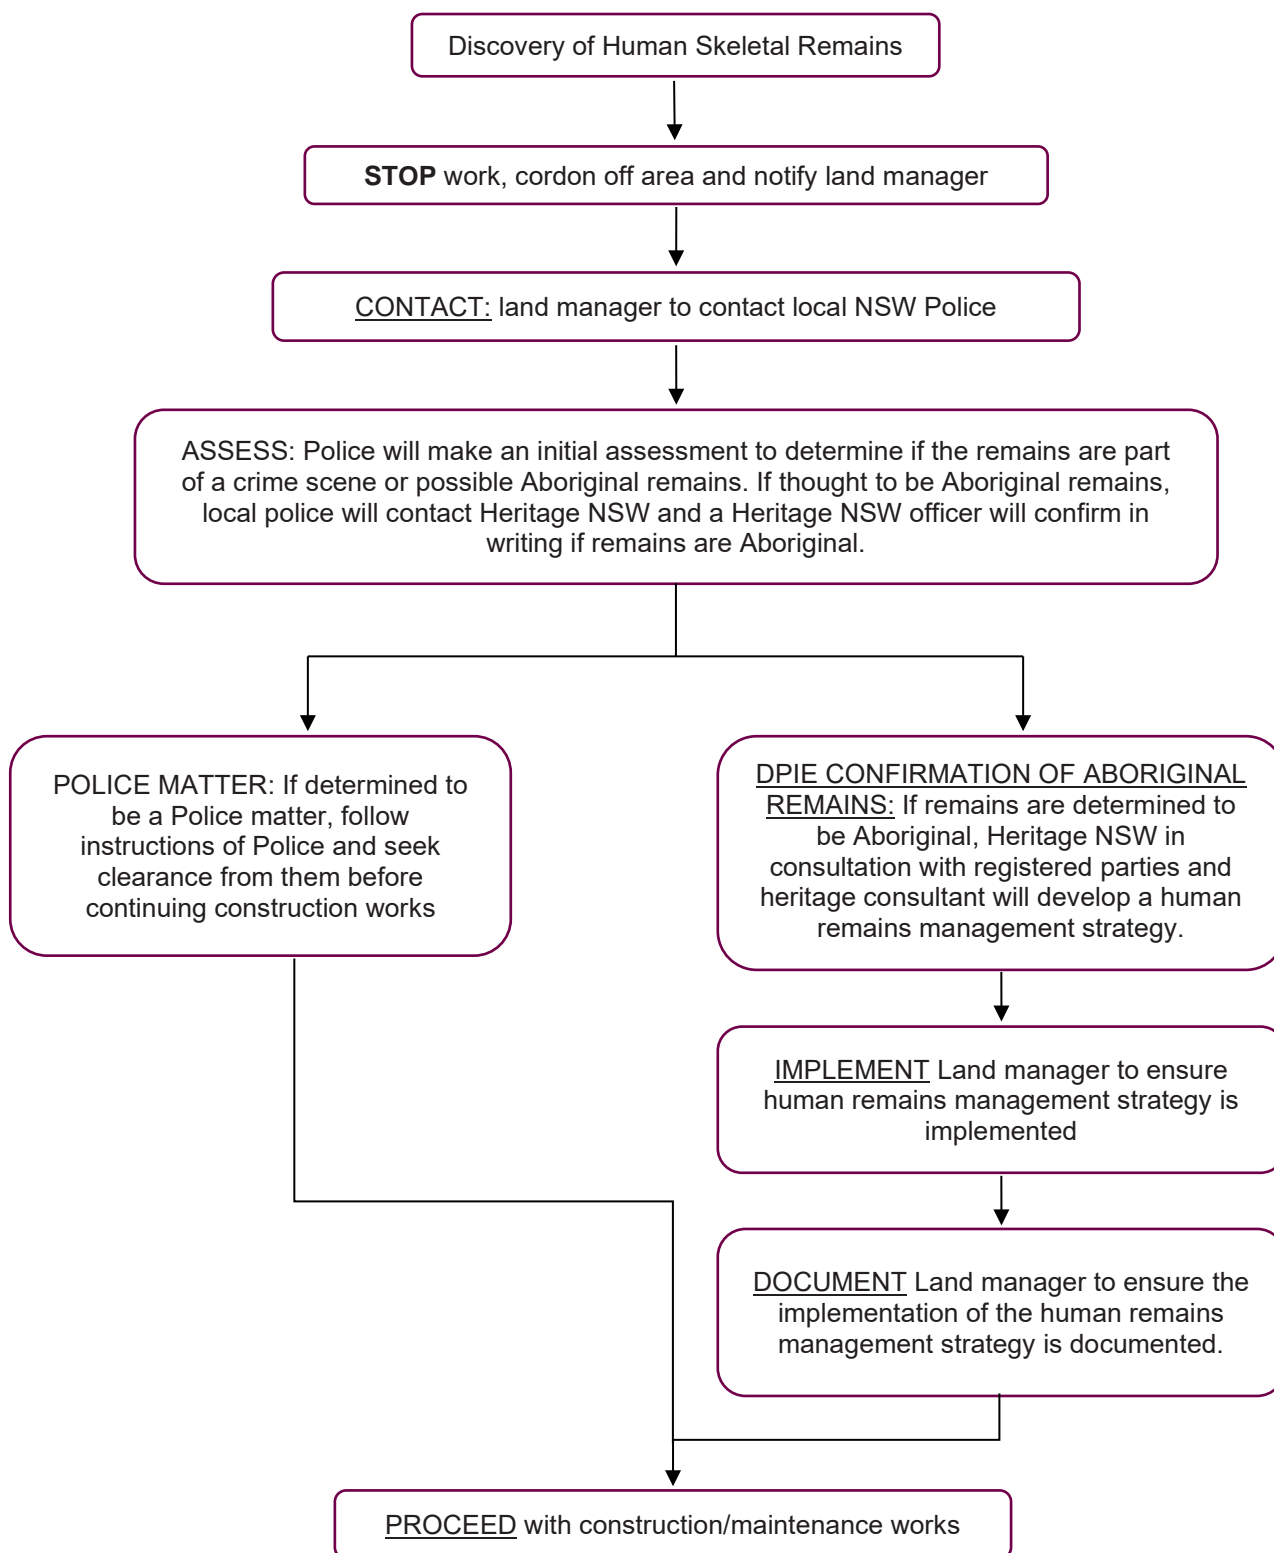 Discovery of Human Skeletal Remains
STOP work, cordon off area and notify land manager
CONTACT: land manager to contact local NSW Police
ASSESS: Police will make an initial assessment to determine if the remains are part
of a crime scene or possible Aboriginal remains. If thought to be Aboriginal remains,
local police will contact Heritage NSW and a Heritage NSW officer will confirm in
writing if remains are Aboriginal.
POLICE MATTER: If determined to
be a Police matter, follow
instructions of Police and seek
clearance from them before
continuing construction works
DPIE CONFIRMATION OF ABORIGINAL
REMAINS: If remains are determined to
be Aboriginal, Heritage NSW in
consultation with registered parties and
heritage consultant will develop a human
remains management strategy.
IMPLEMENT Land manager to ensure
human remains management strategy is
implemented
DOCUMENT Land manager to ensure the
implementation of the human remains
management strategy is documented.
PROCEED with construction/maintenance works